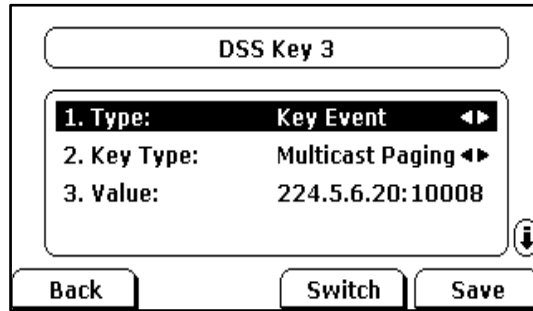 DSS Key 3
1. Type: Key Event
2. Key Type: Multicast Paging
3. Value: 224.5.6.20:10008
Back Switch Save